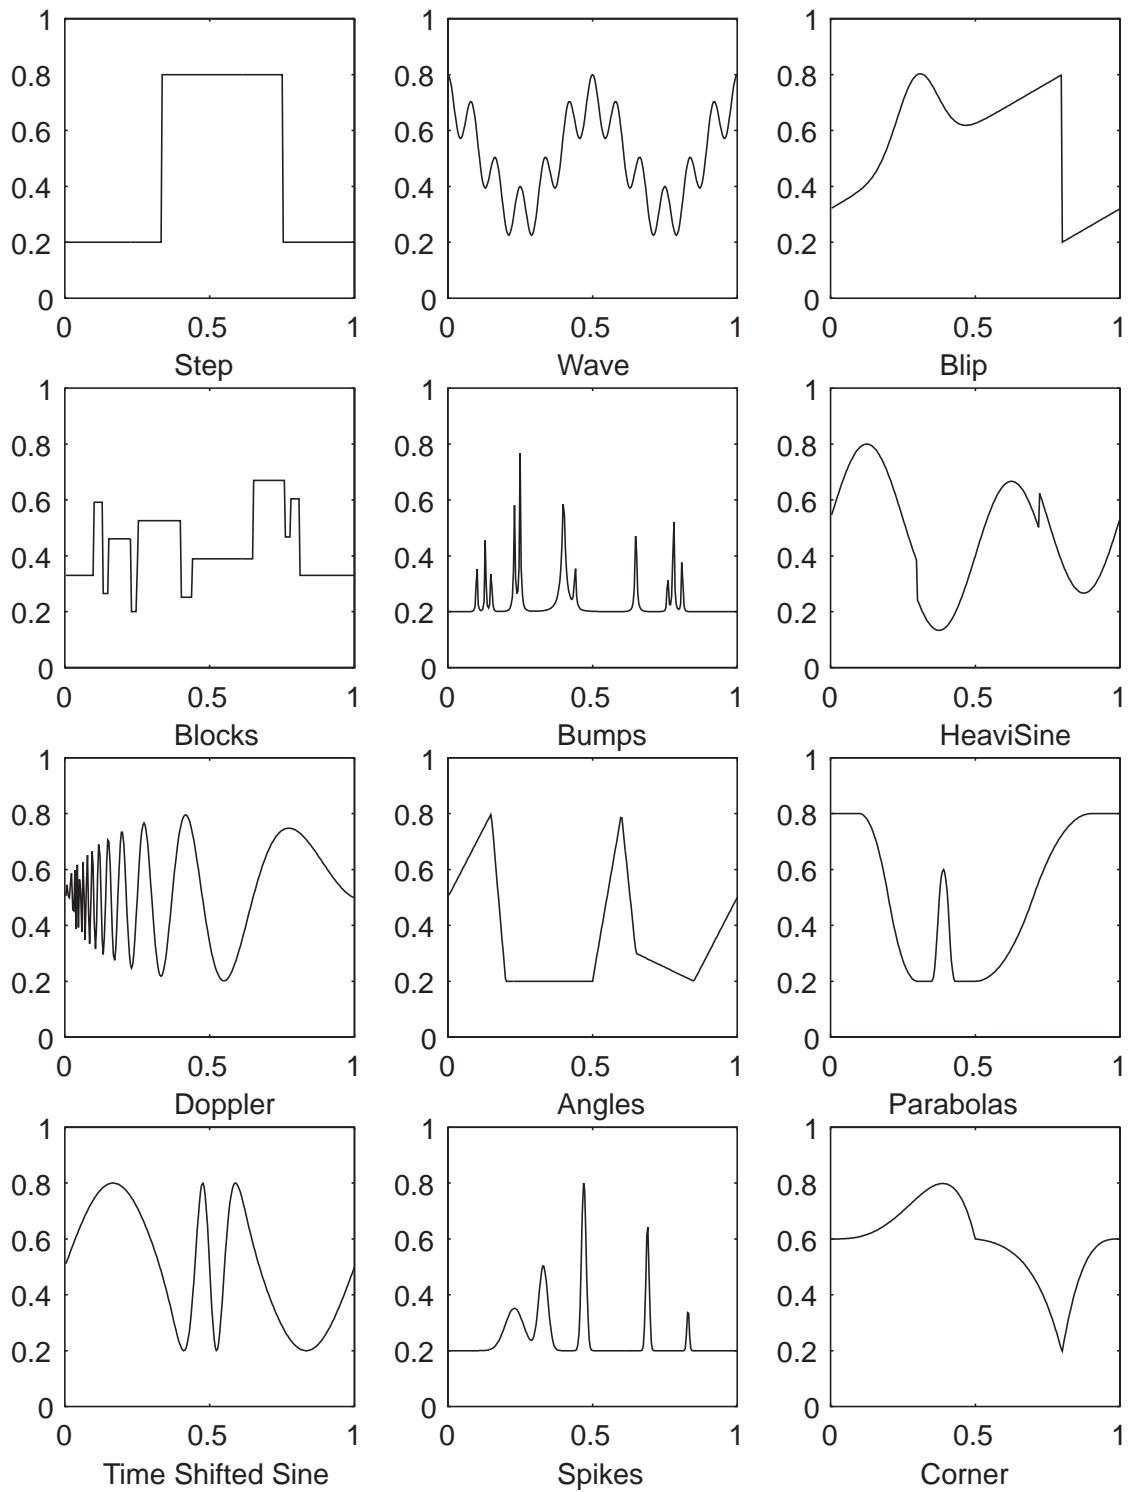 1 1 1
0.8 0.8 0.8
0.6 0.6 0.6
0.4 0.4 0.4
0.2 0.2 0.2
0 0 0
0 0.5 1 0 0.5 1 0 0.5 1
Step Wave Blip
1 1 1
0.8 0.8 0.8
0.6 0.6 0.6
0.4 0.4 0.4
0.2 0.2 0.2
0 0 0
0 0.5 1 0 0.5 1 0 0.5 1
Blocks Bumps HeaviSine
1 1 1
0.8 0.8 0.8
0.6 0.6 0.6
0.4 0.4 0.4
0.2 0.2 0.2
0 0 0
0 0.5 1 0 0.5 1 0 0.5 1
Doppler Angles Parabolas
1 1 1
0.8 0.8 0.8
0.6 0.6 0.6
0.4 0.4 0.4
0.2 0.2 0.2
0 0 0
0 0.5 1 0 0.5 1 0 0.5 1
Time Shifted Sine Spikes Corner